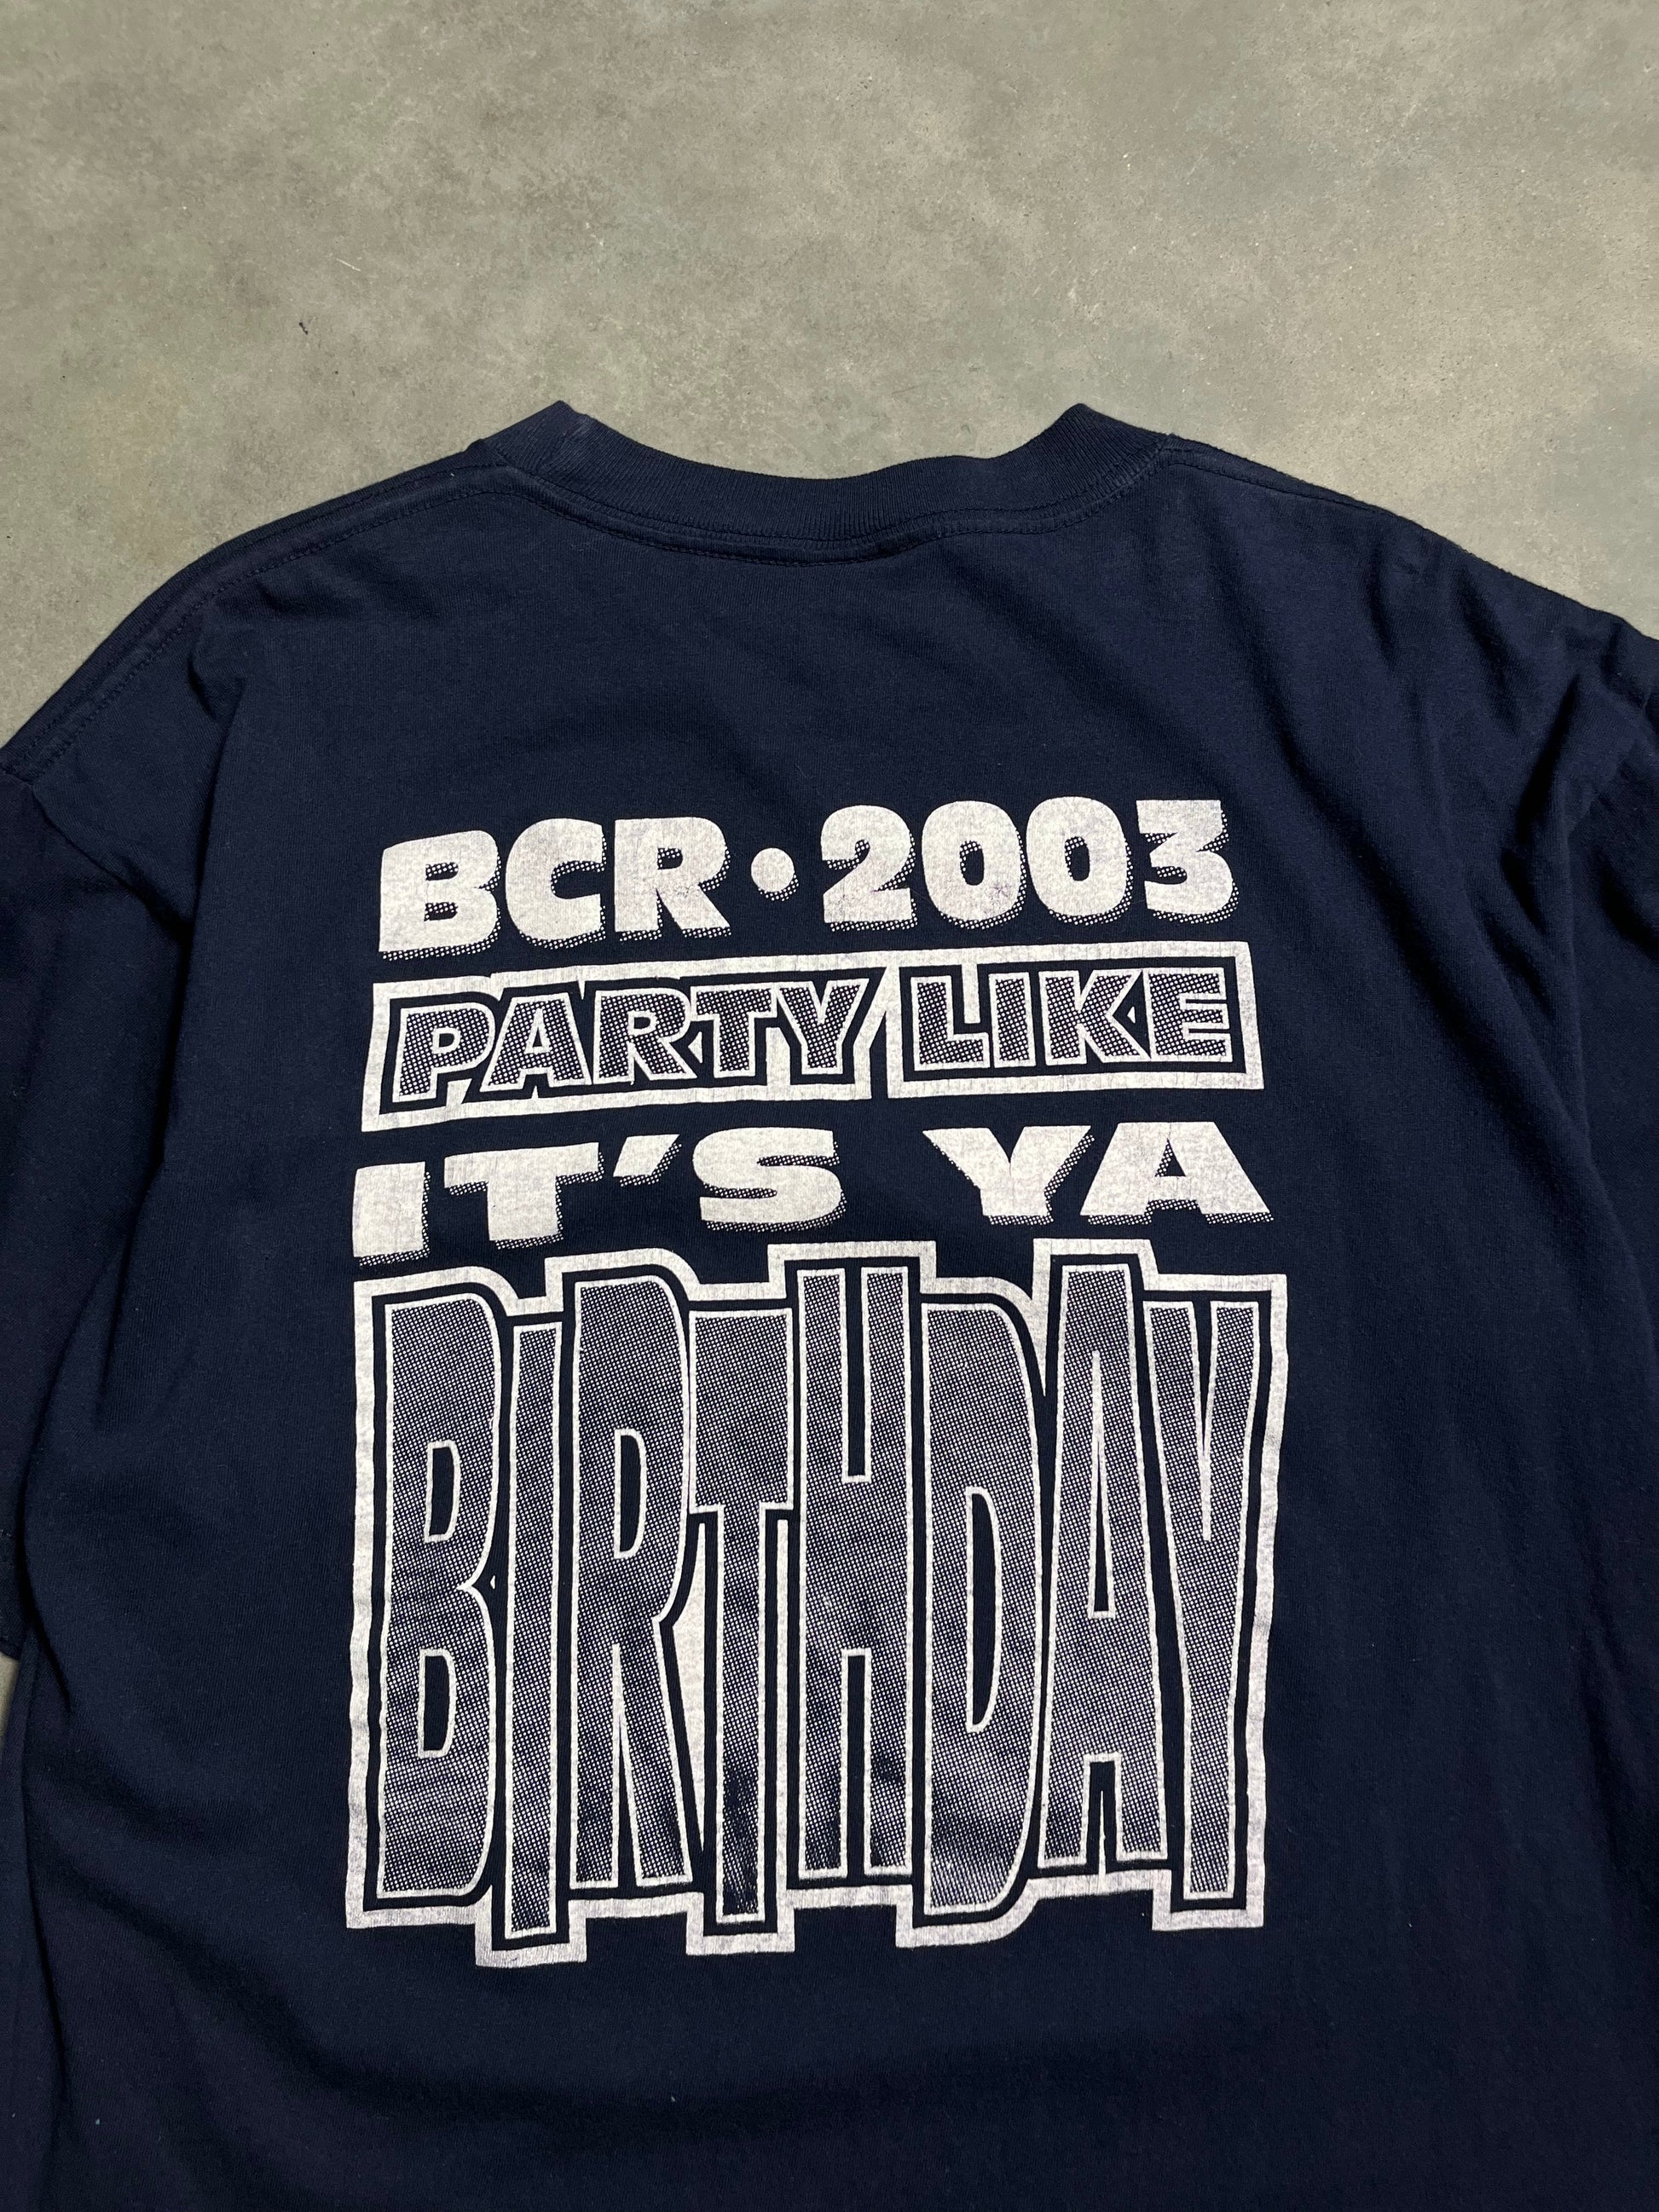 BCR • 2003
PARTY LIKE
IT'S YA
BIRTHDAY